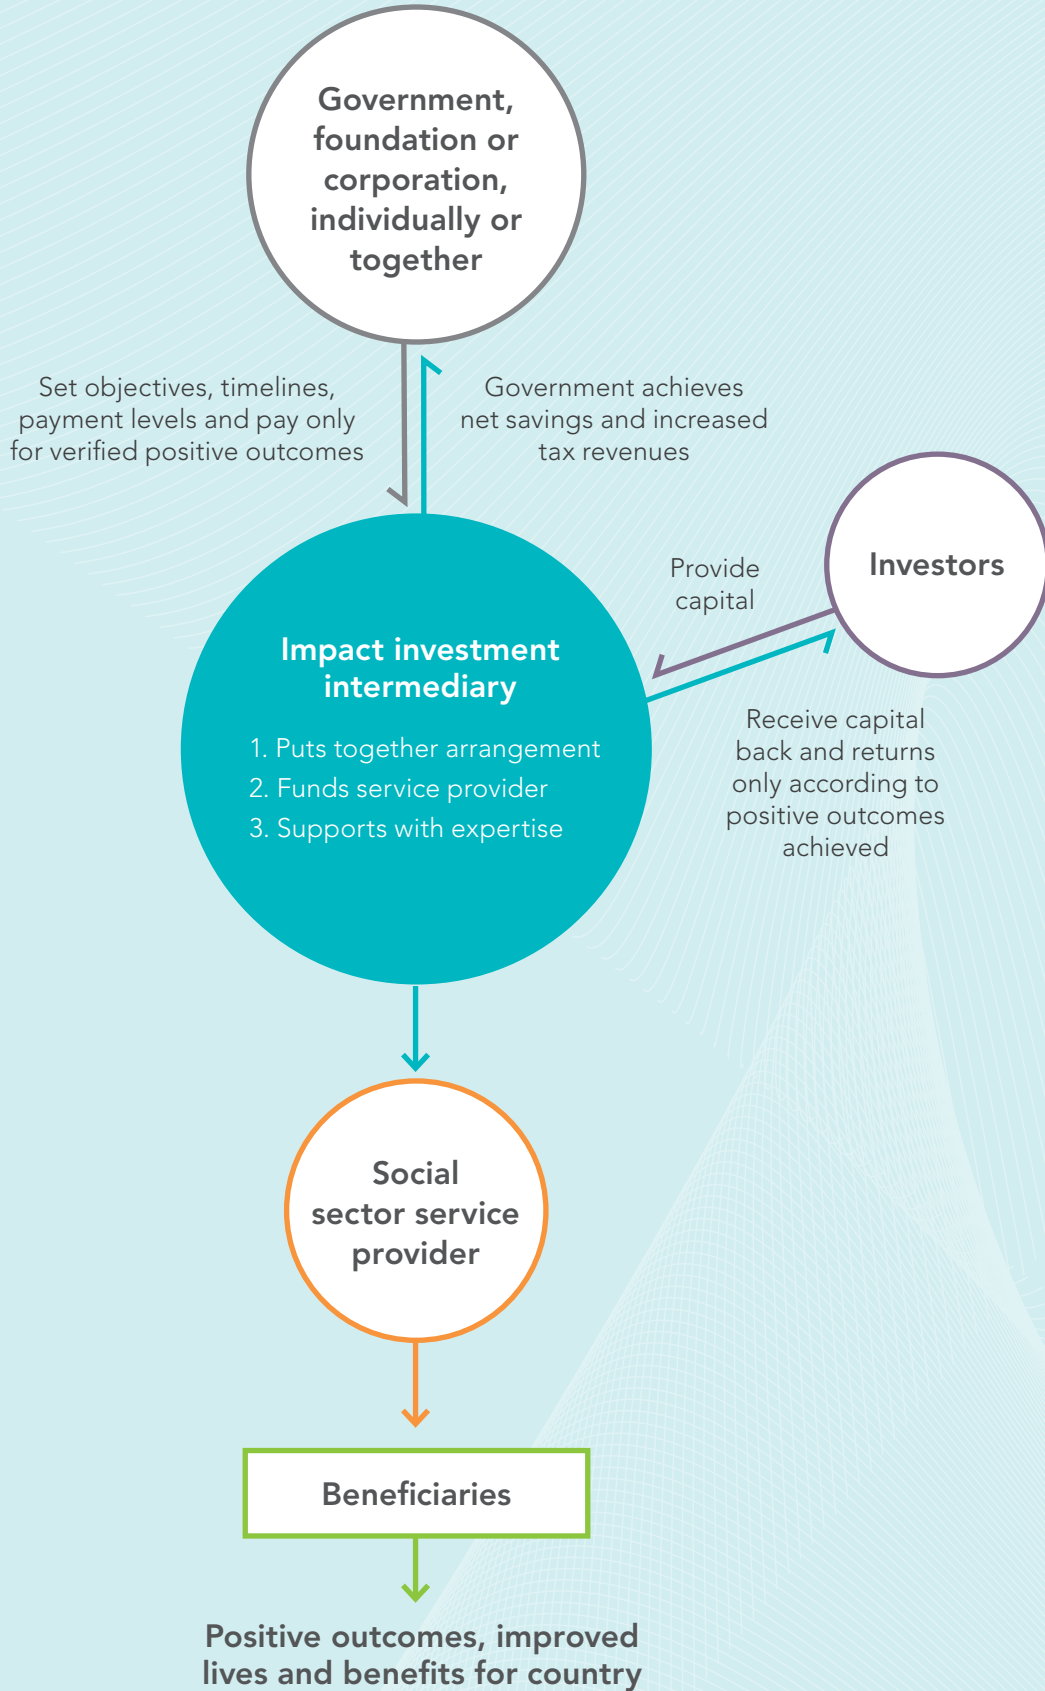 Government,
foundation or
corporation,
individually or
together
Set objectives, timelines,
payment levels and pay only
for verified positive outcomes
Government achieves
net savings and increased
tax revenues
Investors
Provide
capital
Impact investment
intermediary
1. Puts together arrangement
2. Funds service provider
3. Supports with expertise
Receive capital
back and returns
only according to
positive outcomes
achieved
Social
sector service
provider
Beneficiaries
Positive outcomes, improved
lives and benefits for country